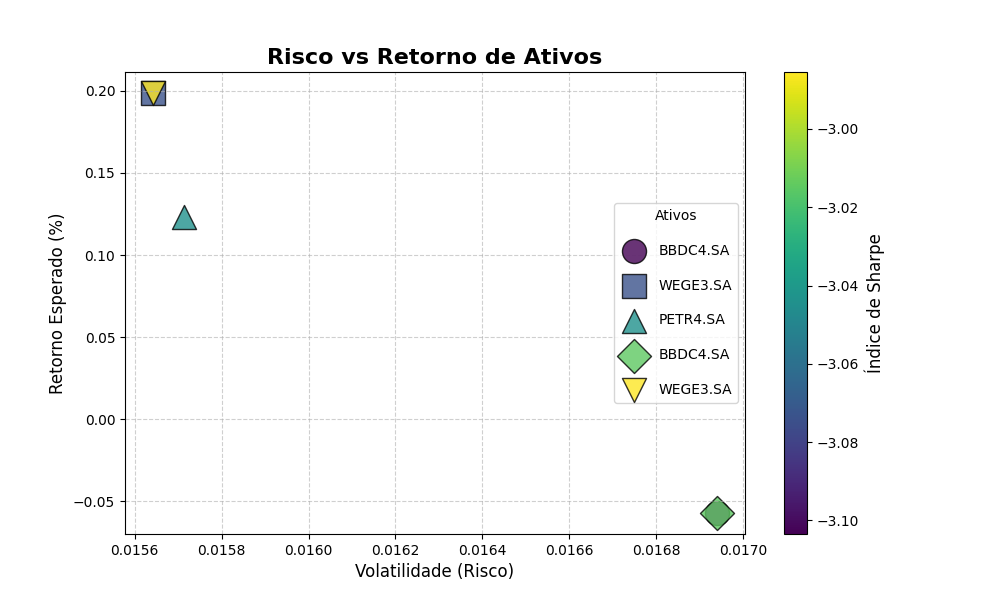 Risco vs Retorno de Ativos
Retorno Esperado (%)
0.20
0.15
0.10
0.05
0.00
−0.05
0.0156
0.0158
0.0160
0.0162
0.0164
0.0166
0.0168
0.0170
Volatilidade (Risco)
Ativos
BBDC4.SA
WEGE3.SA
PETR4.SA
BBDC4.SA
WEGE3.SA
−3.00
−3.02
−3.04
−3.06
−3.08
−3.10
Índice de Sharpe